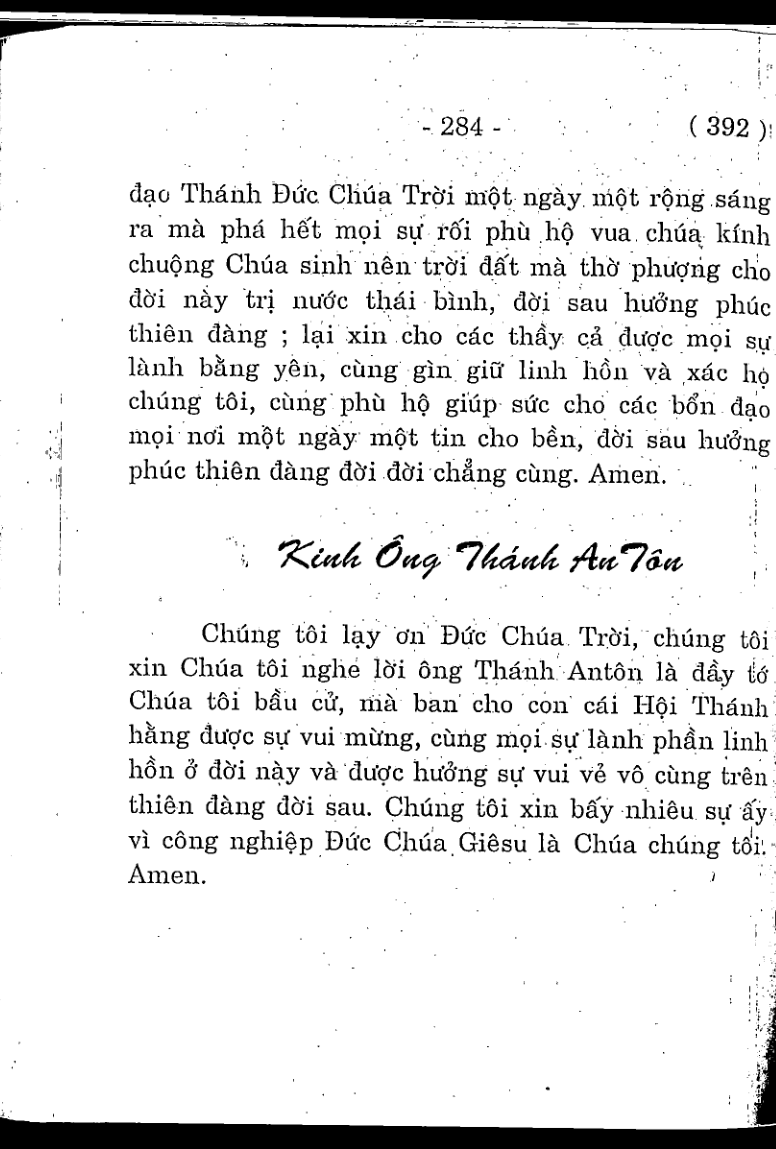 - 284 - ( 392 )
đạo Thánh Đức Chúa Trời một ngày một rộng sáng
ra mà phá hết mọi sự rối phù hộ vua chúa kính
chuộng Chúa sinh nên trời đất mà thờ phượng cho
đời này trị nước thái bình, đời sau hưởng phúc
thiên đàng ; lại xin cho các thầy cả được mọi sự
lành bằng yên, cùng gìn giữ linh hồn và xác họ
chúng tôi, cùng phù hộ giúp sức cho các bổn đạo
mọi nơi một ngày một tin cho bền, đời sau hưởng
phúc thiên đàng đời đời chẳng cùng. Amen.
Kinh Ông Thánh AnTôn
Chúng tôi lạy ơn Đức Chúa Trời, chúng tôi
xin Chúa tôi nghe lời ông Thánh Antôn là đầy tớ
Chúa tôi bầu cử, mà ban cho con cái Hội Thánh
hằng được sự vui mừng, cùng mọi sự lành phần linh
hồn ở đời này và được hưởng sự vui vẻ vô cùng trên
thiên đàng đời sau. Chúng tôi xin bấy nhiêu sự ấy
vì công nghiệp Đức Chúa Giêsu là Chúa chúng tôi.
Amen.